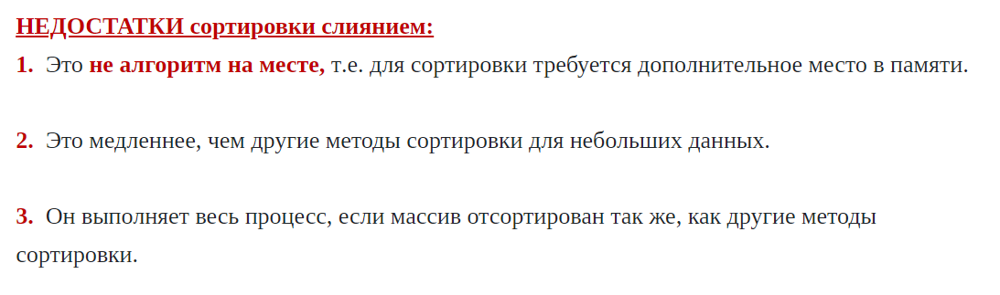 НЕДОСТАТКИ сортировки слиянием:
1. Это не алгоритм на месте, т.е. для сортировки требуется дополнительное место в памяти.
2. Это медленнее, чем другие методы сортировки для небольших данных.
3. Он выполняет весь процесс, если массив отсортирован так же, как другие методы
сортировки.